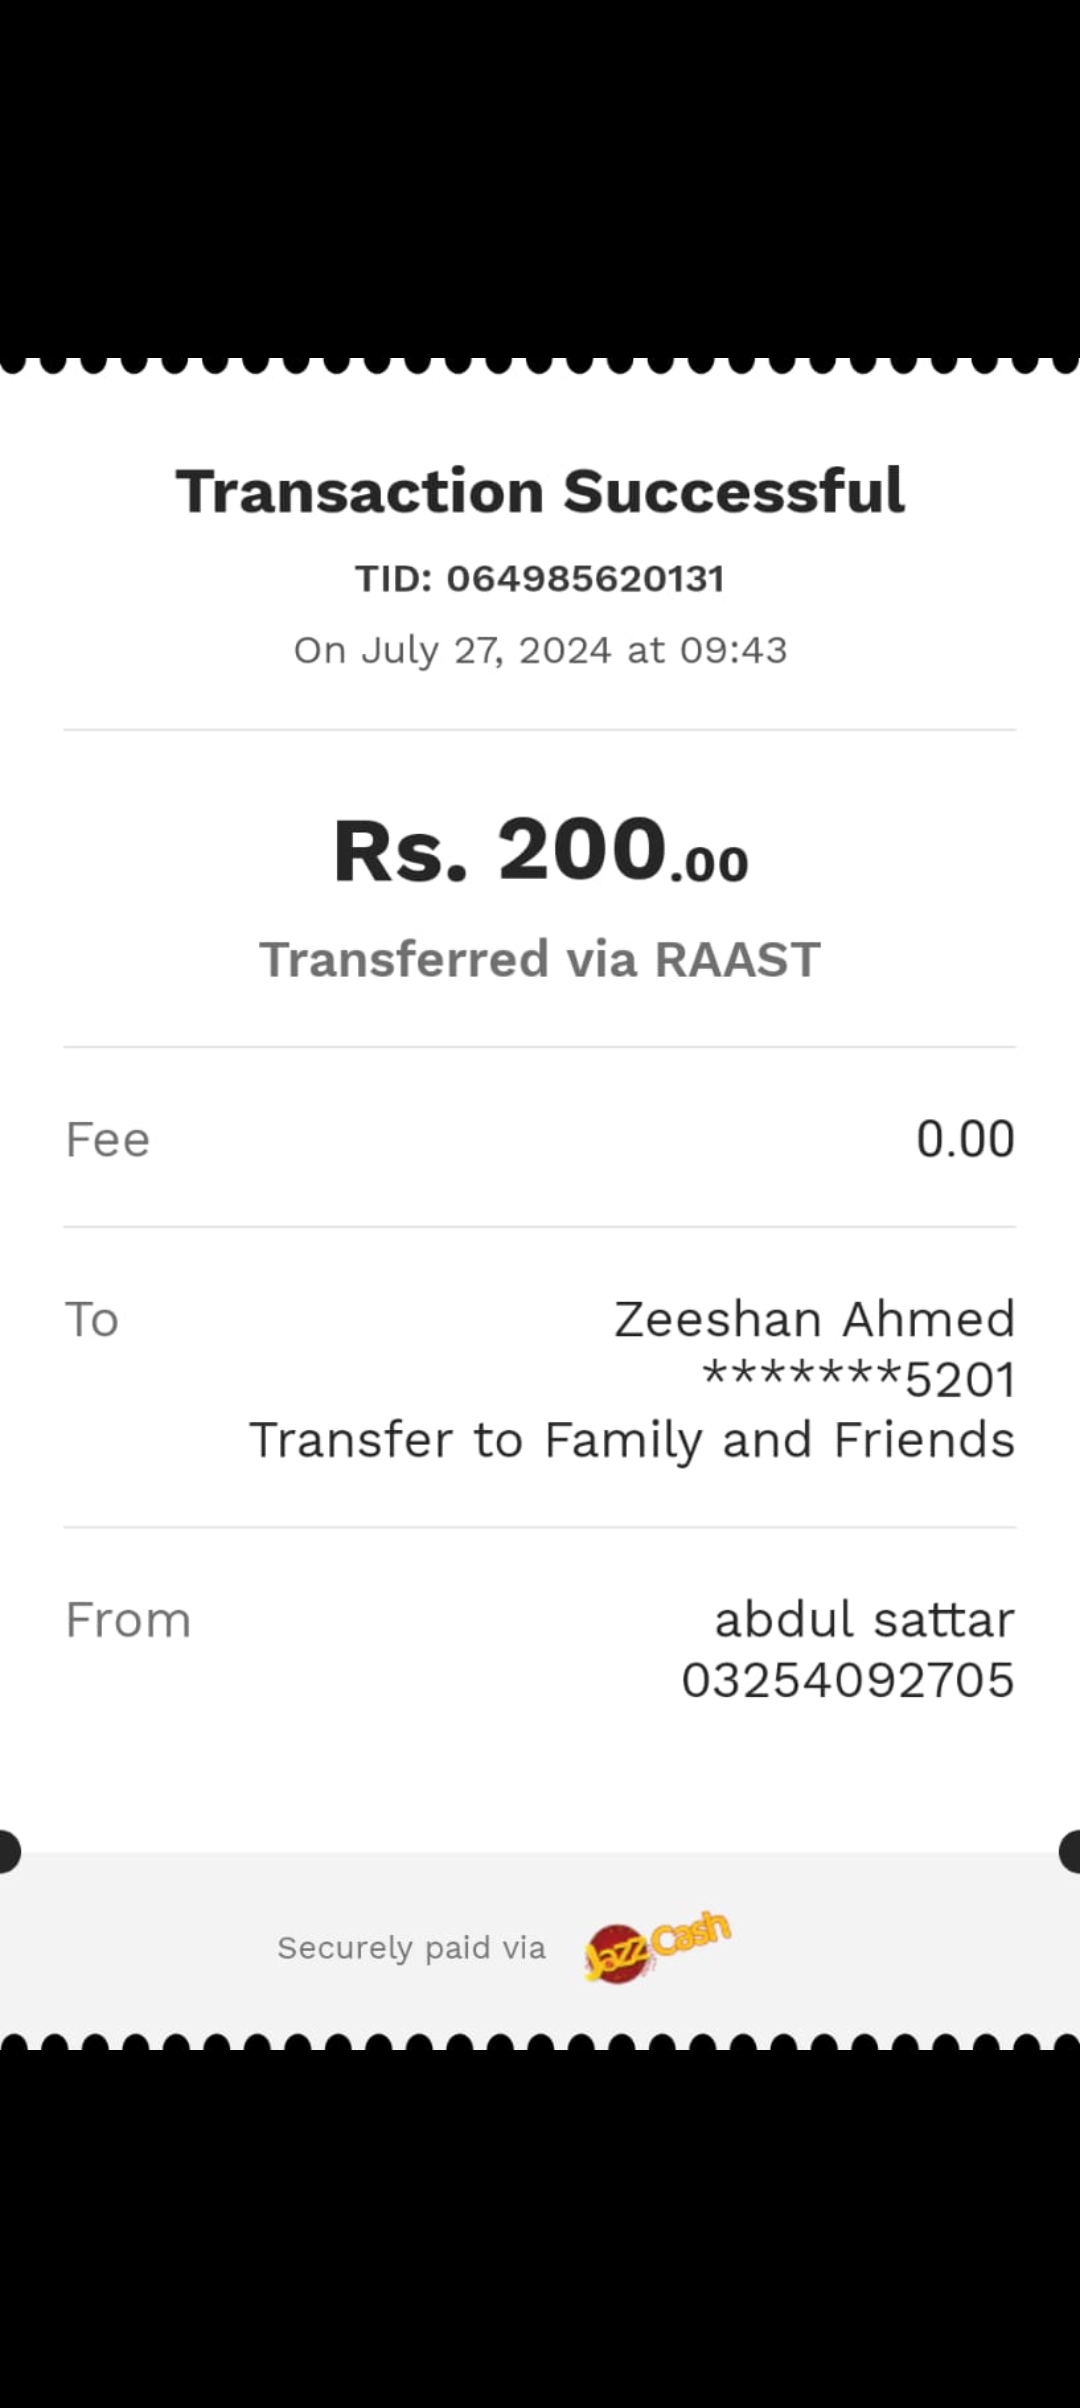 Transaction Successful
TID: 064985620131
On July 27, 2024 at 09:43
Rs. 200.00
Transferred via RAAST
Fee 0.00
To Zeeshan Ahmed
*******5201
Transfer to Family and Friends
From abdul sattar
03254092705
Securely paid via JazzCash